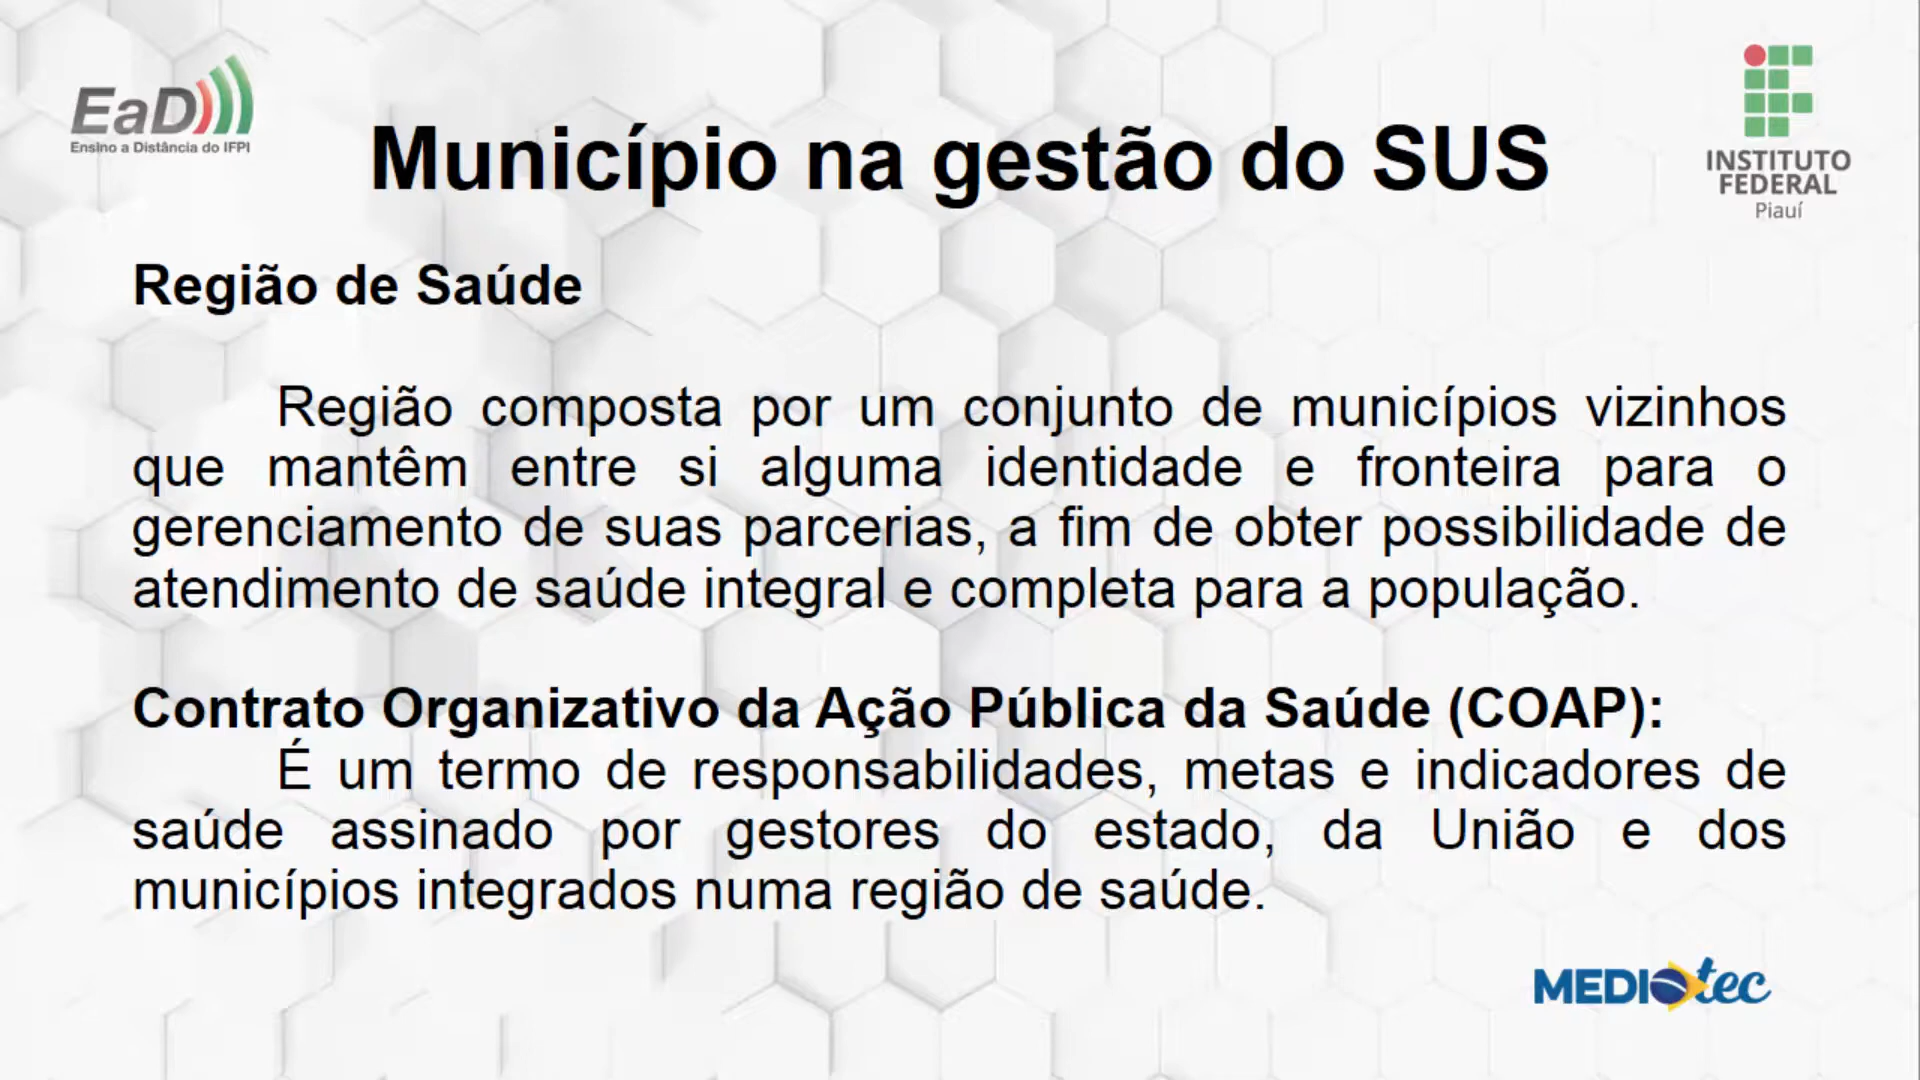 EaD
Ensino a Distância do IFPI
INSTITUTO
FEDERAL
Piauí
Município na gestão do SUS
Região de Saúde
Região composta por um conjunto de municípios vizinhos
que mantêm entre si alguma identidade e fronteira para o
gerenciamento de suas parcerias, a fim de obter possibilidade de
atendimento de saúde integral e completa para a população.
Contrato Organizativo da Ação Pública da Saúde (COAP):
É um termo de responsabilidades, metas e indicadores de
saúde assinado por gestores do estado, da União e dos
municípios integrados numa região de saúde.
MEDIOtec